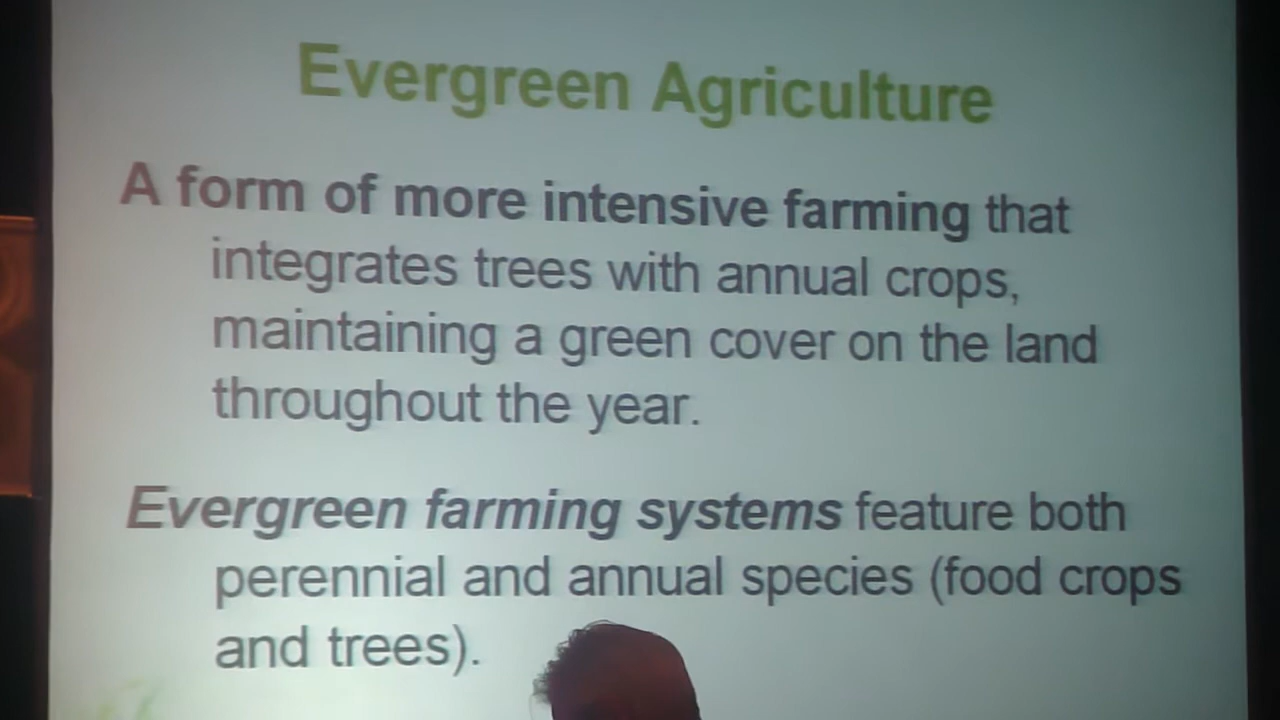 Evergreen Agriculture
A form of more intensive farming that
integrates trees with annual crops,
maintaining a green cover on the land
throughout the year.
Evergreen farming systems feature both
perennial and annual species (food crops
and trees).